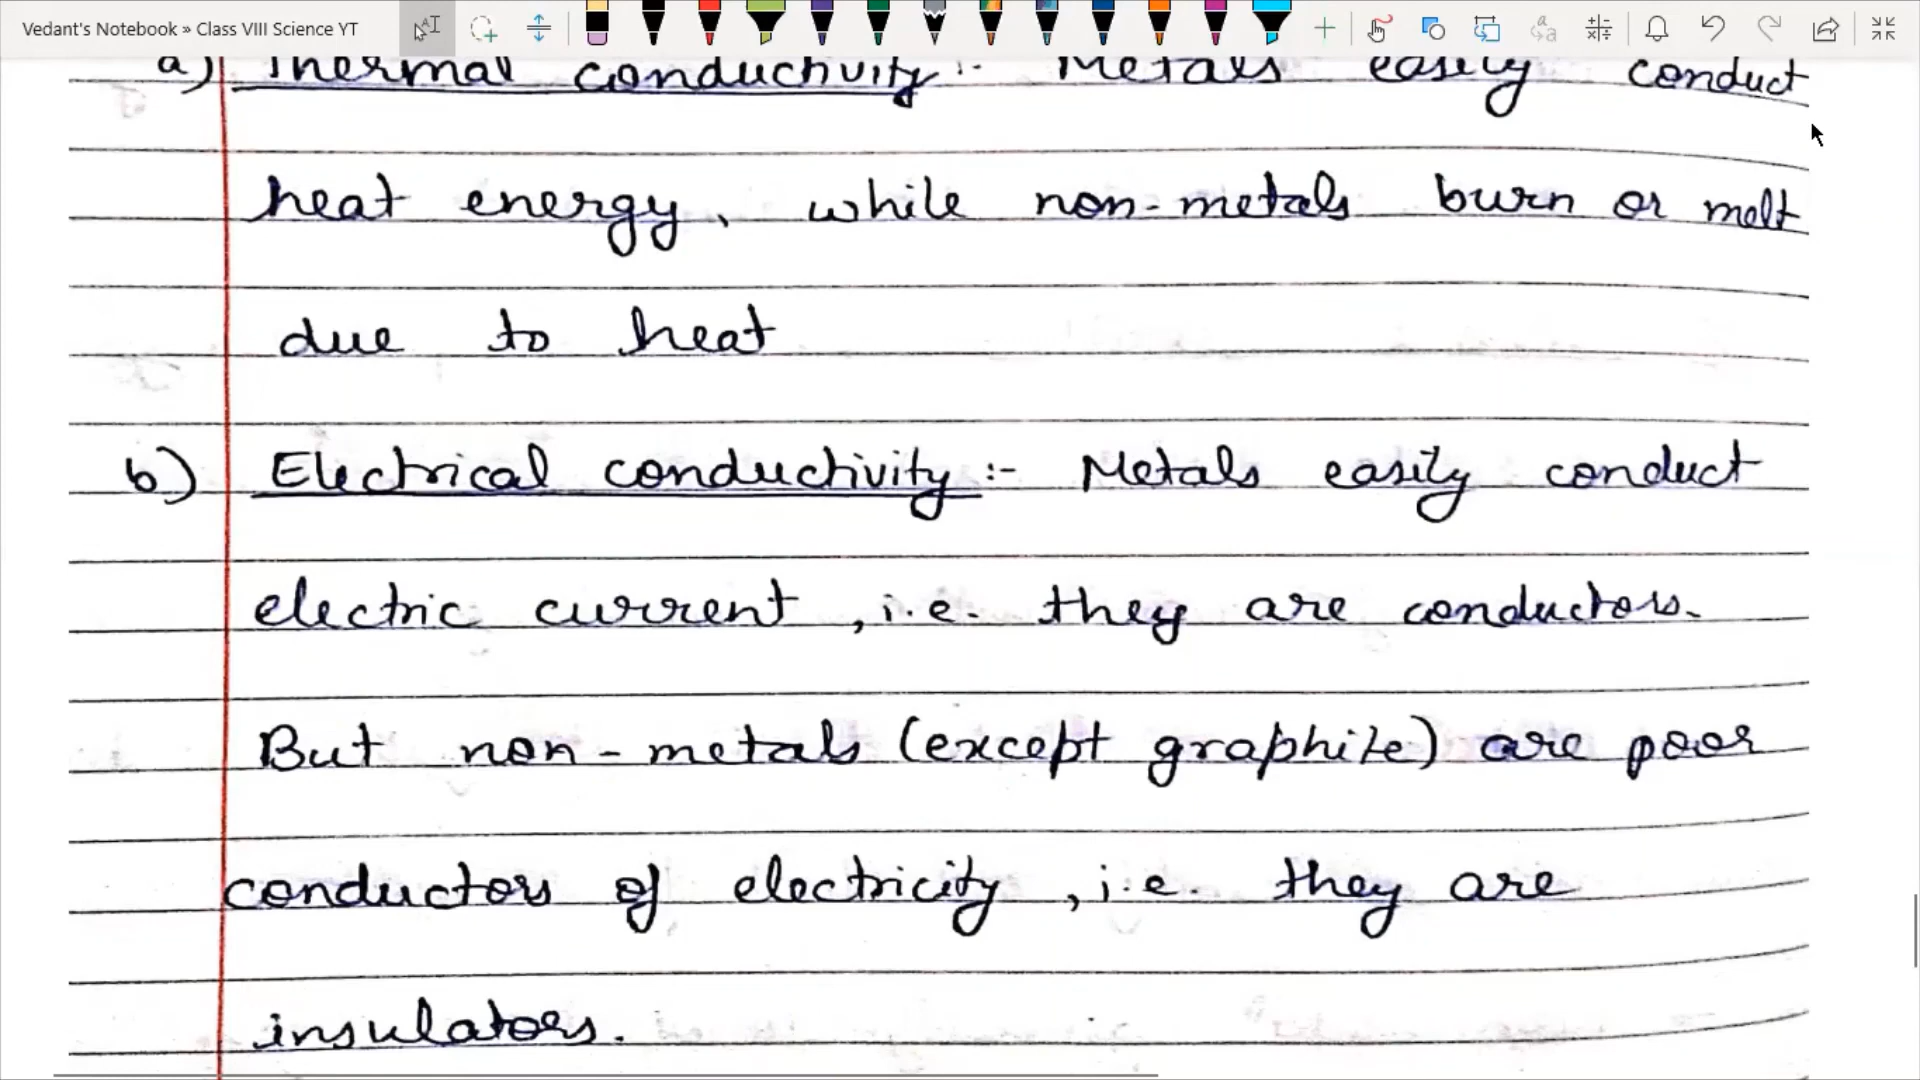 Vedant's Notebook » Class VIII Science YT
a) Thermal conductivity :- Metals easily conduct
heat energy, while non-metals burn or melt
due to heat
b) Electrical conductivity :- Metals easily conduct
electric current , i.e. they are conductors.
But non-metals (except graphite) are poor
conductors of electricity , i.e. they are
insulators.